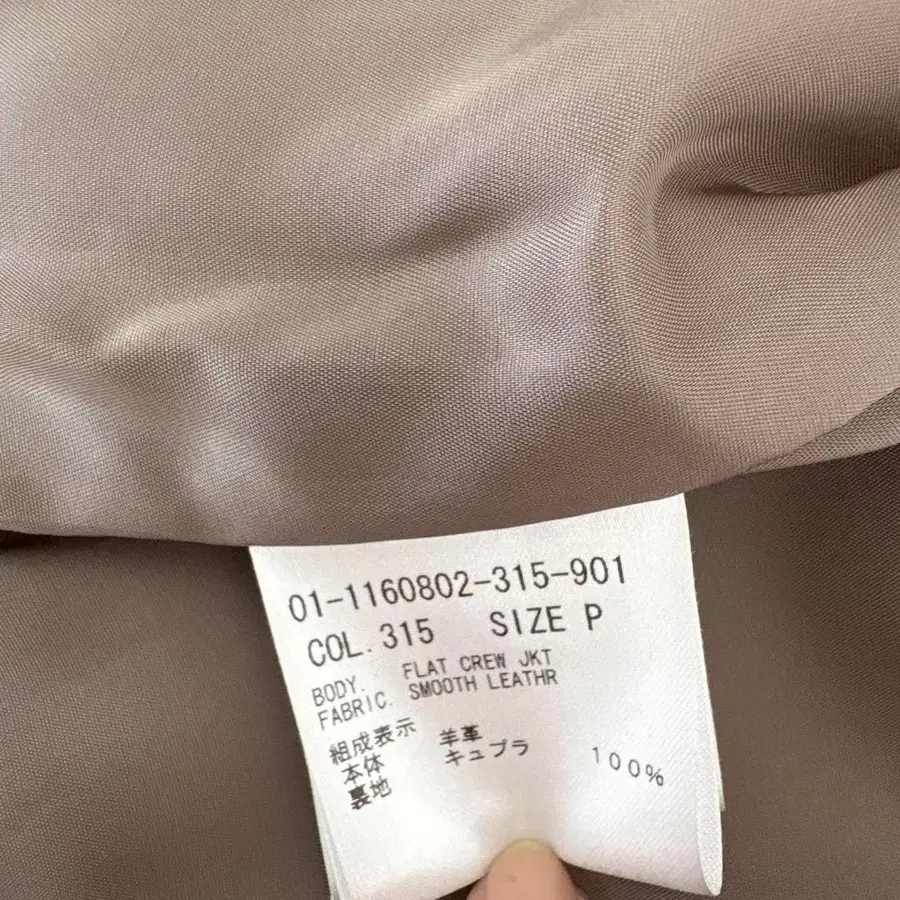 01-1160802-315-901
COL.315 SIZE P
BODY. FLAT CREW JKT
FABRIC. SMOOTH LEATHR
組成表示
本体 羊革
裏地 キュプラ 100%